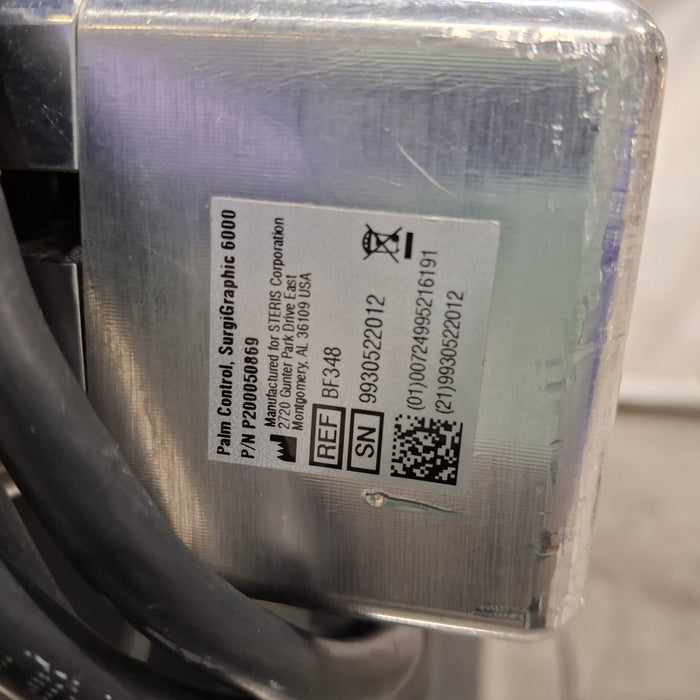 Palm Control, SurgiGraphic 6000
P/N P200050869
Manufactured for STERIS Corporation
2720 Gunter Park Drive East
Montgomery, AL 36109 USA
REF BF348
SN 9930522012
(01)00724995216191
(21)9930522012